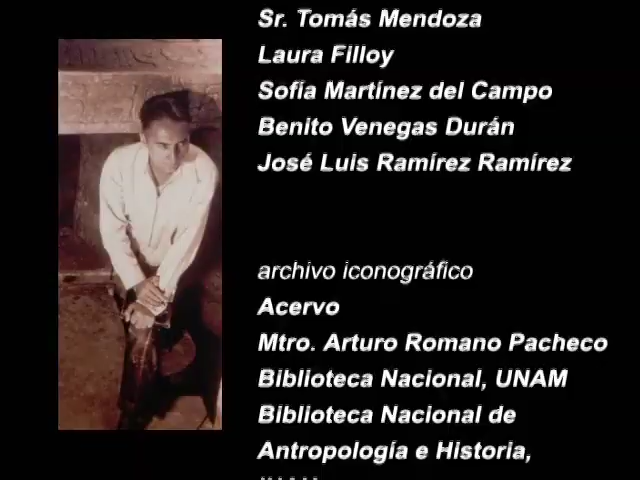 Sr. Tomás Mendoza
Laura Filloy
Sofía Martínez del Campo
Benito Venegas Durán
José Luis Ramírez Ramírez
archivo iconográfico
Acervo
Mtro. Arturo Romano Pacheco
Biblioteca Nacional, UNAM
Biblioteca Nacional de
Antropología e Historia,